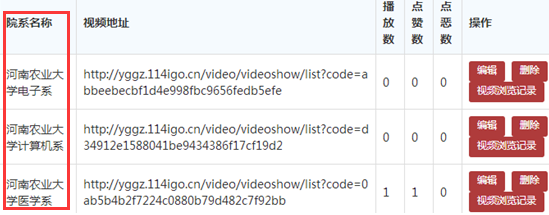 院系名称 视频地址 播放数 点赞数 点恶数 操作
河南农业大学电子系 http://yggz.114igo.cn/video/videoshow/list?code=abbeebecbf1d4e998fbc9656fedb5efe 0 0 0 编辑 删除 视频浏览记录
河南农业大学计算机系 http://yggz.114igo.cn/video/videoshow/list?code=d34912e1588041be9434386f17cf19d2 0 0 0 编辑 删除 视频浏览记录
河南农业大学医学系 http://yggz.114igo.cn/video/videoshow/list?code=0ab5b4b2f7224c0880b79d482c7f92bb 1 1 0 编辑 删除 视频浏览记录